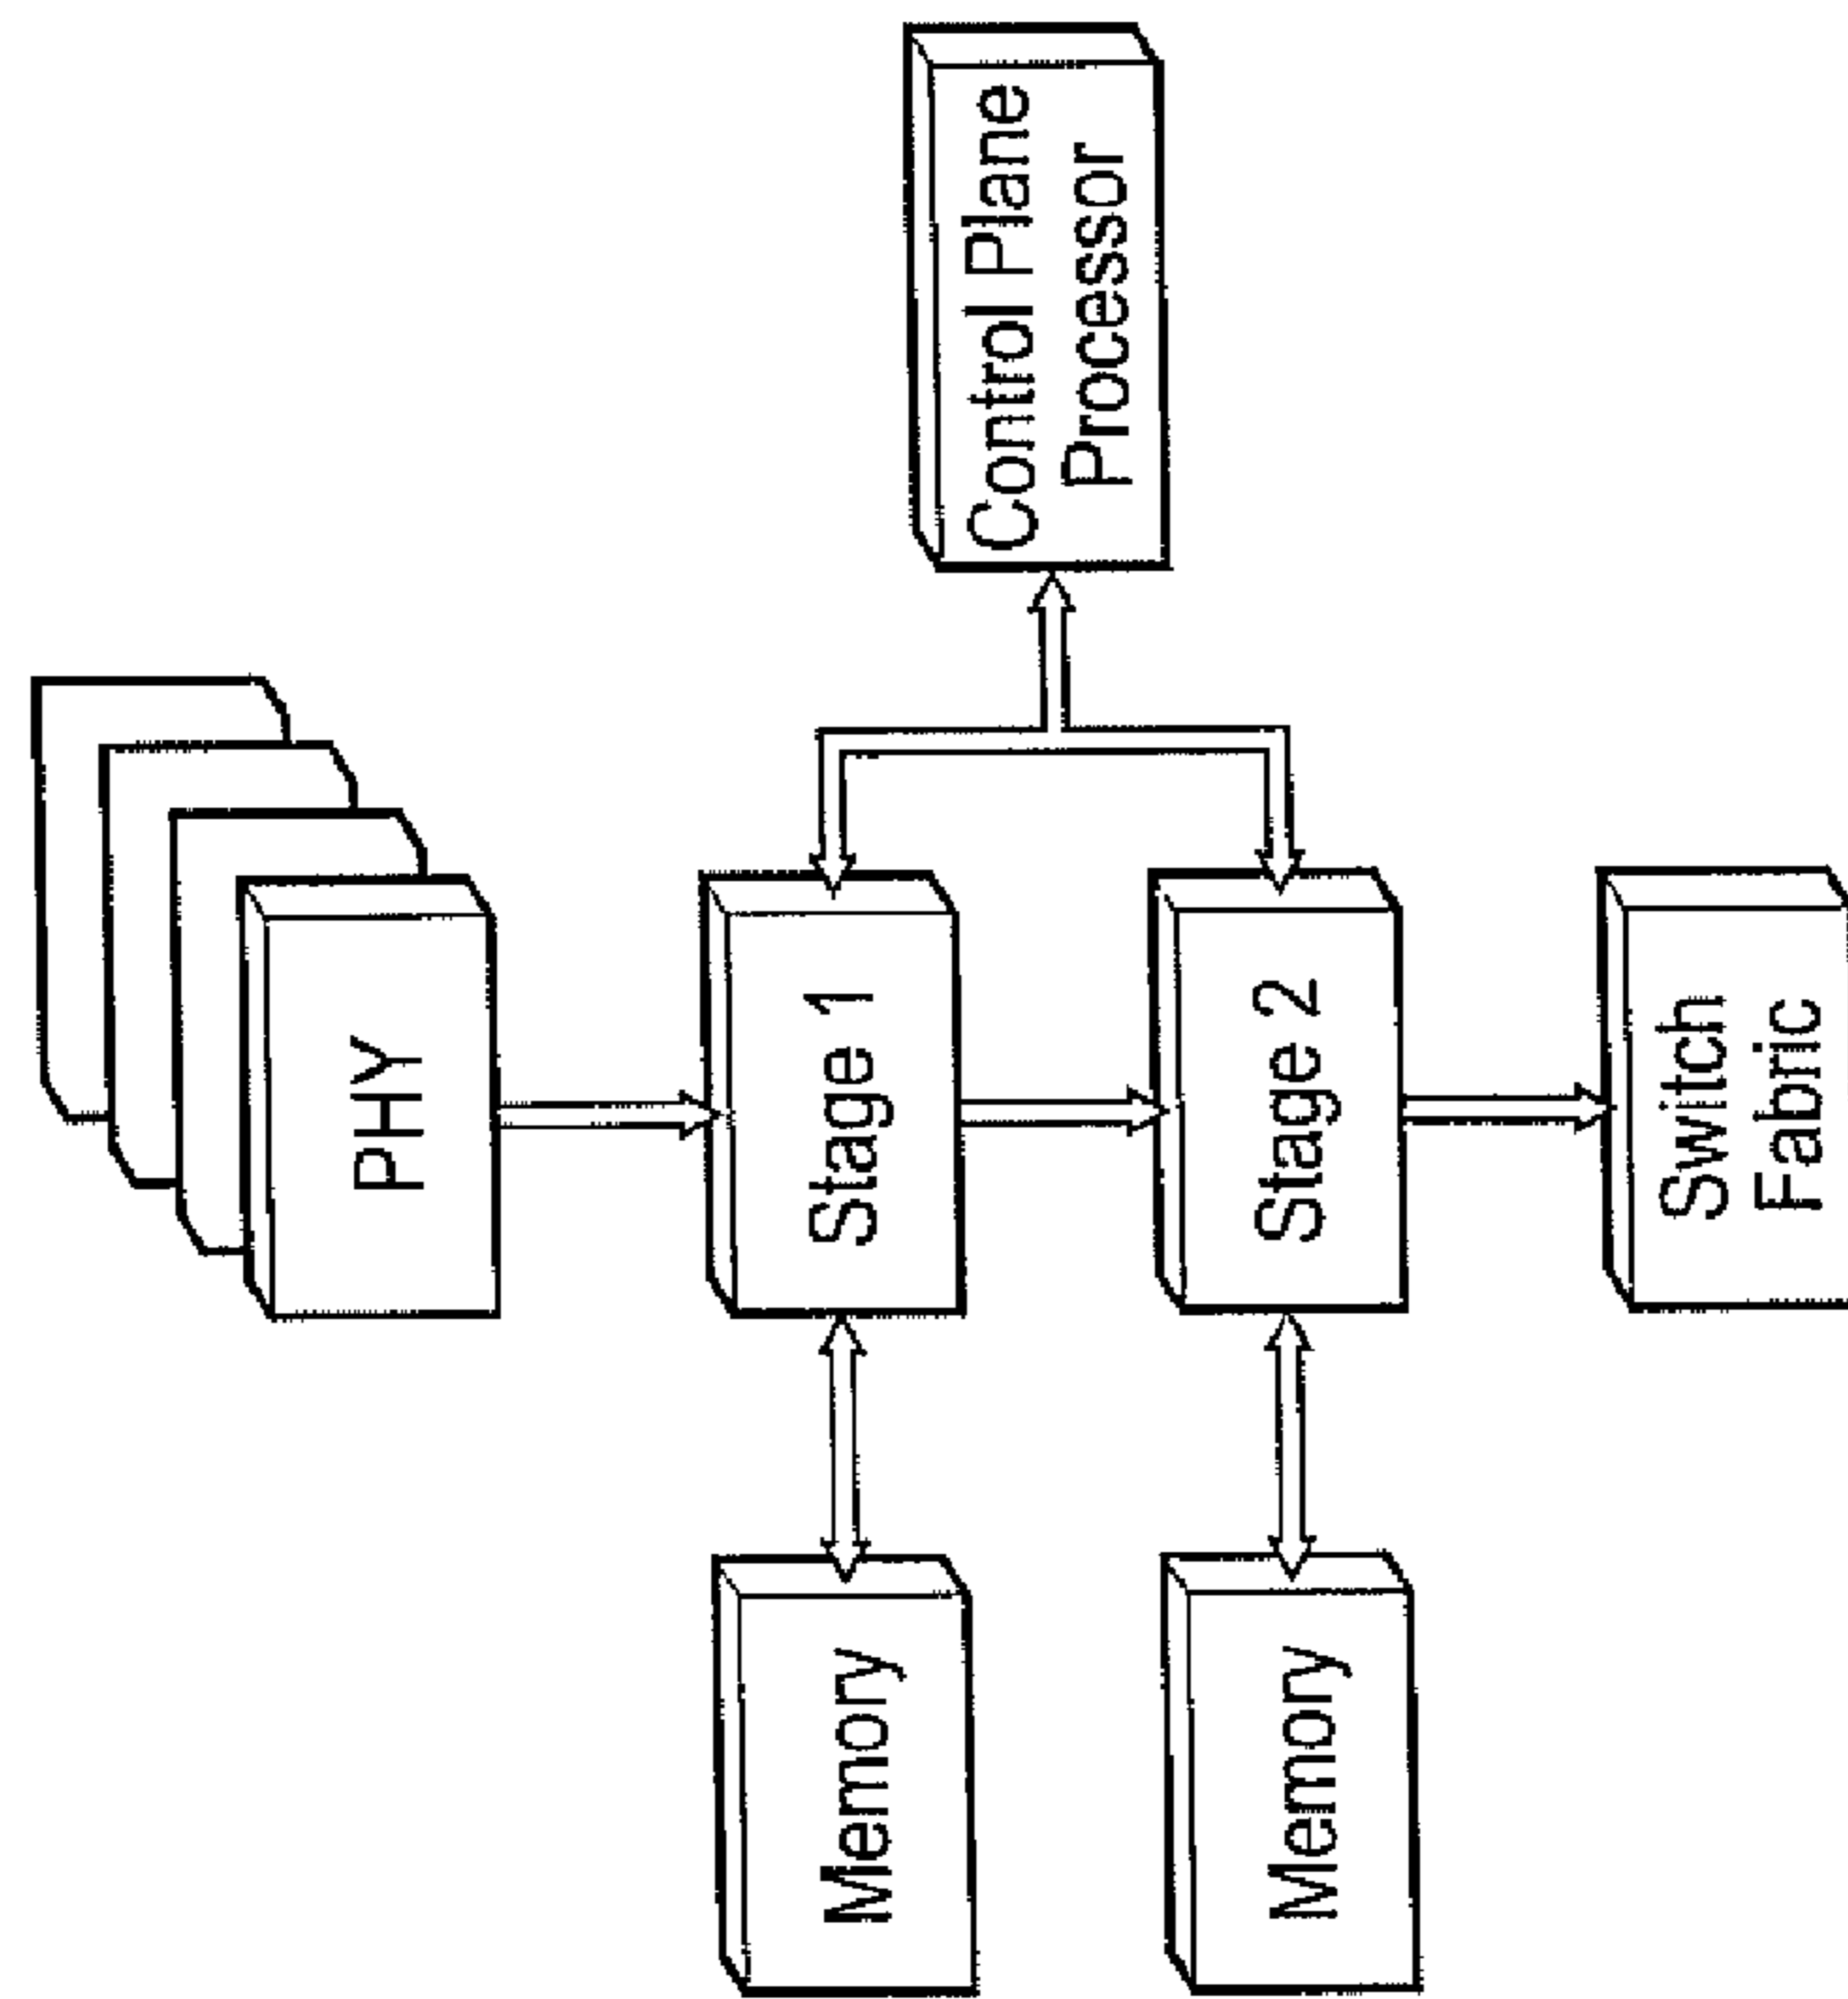 Control Plane
Processor
PHY
Stage 1
Stage 2
Switch
Fabric
Memory
Memory